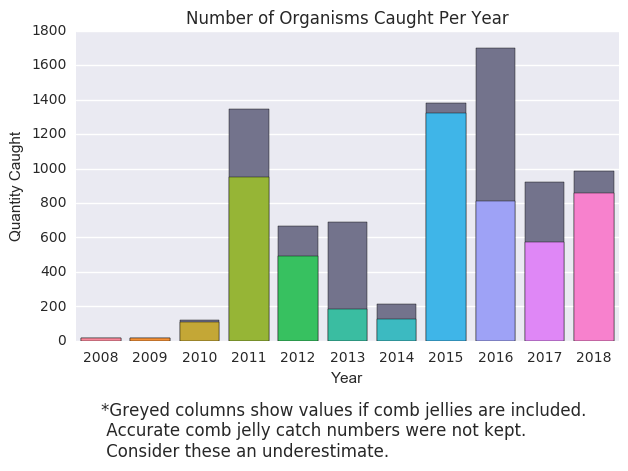 Number of Organisms Caught Per Year
1800
1600
1400
1200
1000
800
600
400
200
0
Quantity Caught
2008 2009 2010 2011 2012 2013 2014 2015 2016 2017 2018
Year
*Greyed columns show values if comb jellies are included.
Accurate comb jelly catch numbers were not kept.
Consider these an underestimate.